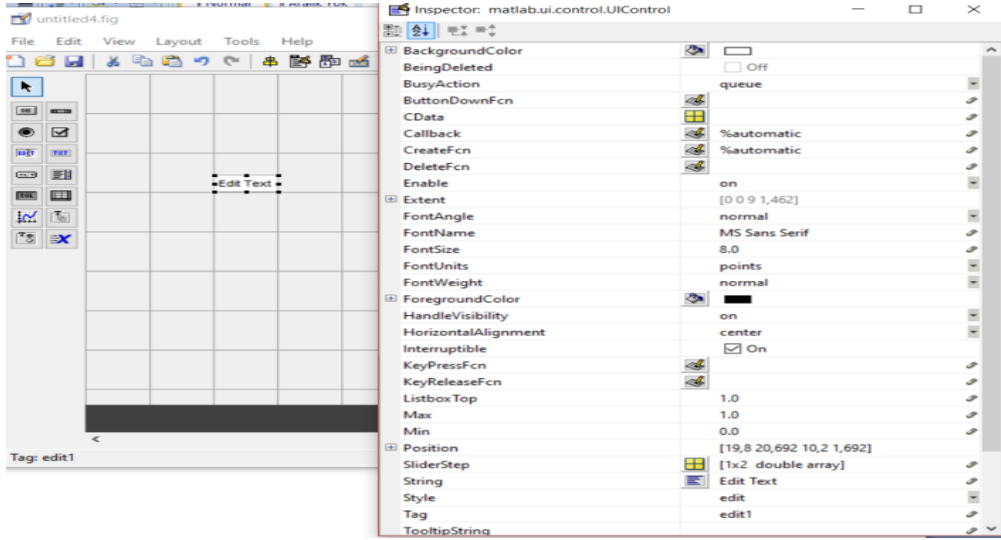 Normal
untitled4.fig
File Edit View Layout Tools Help
Edit Text
Tag: edit1
Inspector: matlab.ui.control.UIControl
BackgroundColor
BeingDeleted Off
BusyAction queue
ButtonDownFcn
CData
Callback %automatic
CreateFcn %automatic
DeleteFcn
Enable on
Extent [0 0 9 1,462]
FontAngle normal
FontName MS Sans Serif
FontSize 8.0
FontUnits points
FontWeight normal
ForegroundColor
HandleVisibility on
HorizontalAlignment center
Interruptible On
KeyPressFcn
KeyReleaseFcn
ListboxTop 1.0
Max 1.0
Min 0.0
Position [19,8 20,692 10,2 1,692]
SliderStep [1x2 double array]
String Edit Text
Style edit
Tag edit1
TooltipString